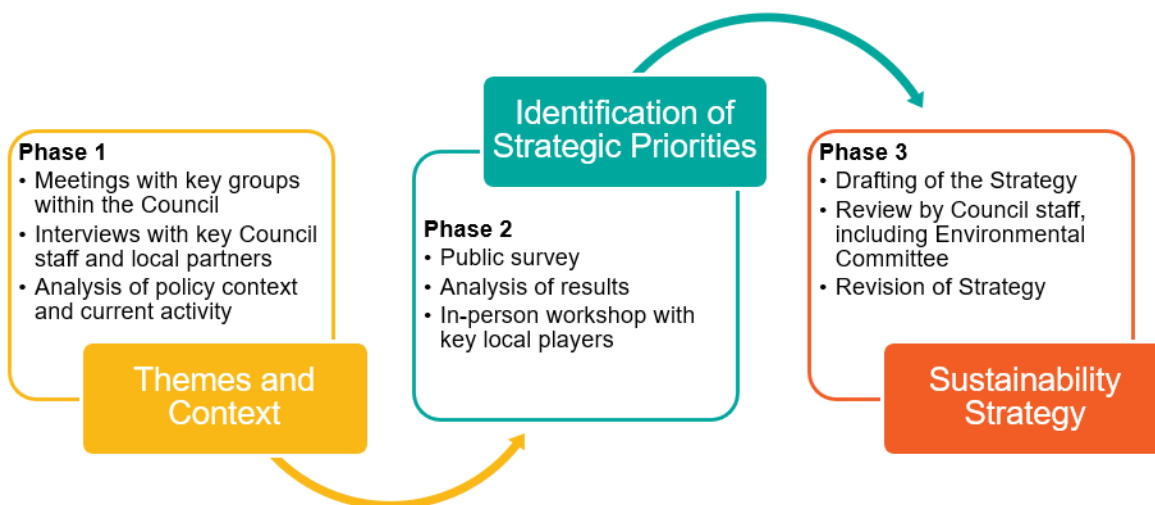 Phase 1
• Meetings with key groups
within the Council
• Interviews with key Council
staff and local partners
• Analysis of policy context
and current activity
Themes and
Context
Identification of
Strategic Priorities
Phase 2
• Public survey
• Analysis of results
• In-person workshop with
key local players
Phase 3
• Drafting of the Strategy
• Review by Council staff,
including Environmental
Committee
• Revision of Strategy
Sustainability
Strategy